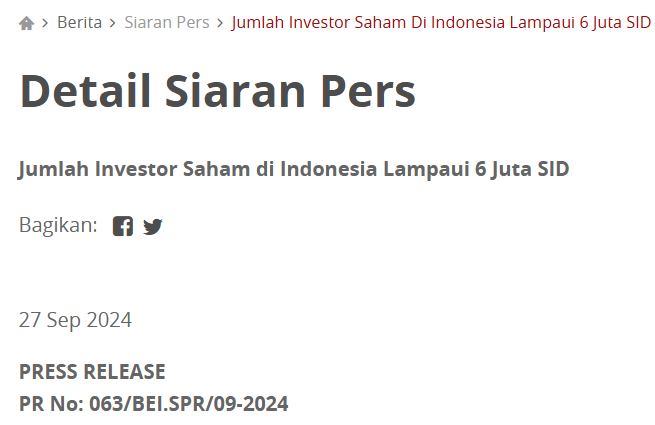 Berita > Siaran Pers > Jumlah Investor Saham Di Indonesia Lampaui 6 Juta SID
Detail Siaran Pers
Jumlah Investor Saham di Indonesia Lampaui 6 Juta SID
Bagikan:
27 Sep 2024
PRESS RELEASE
PR No: 063/BEI.SPR/09-2024